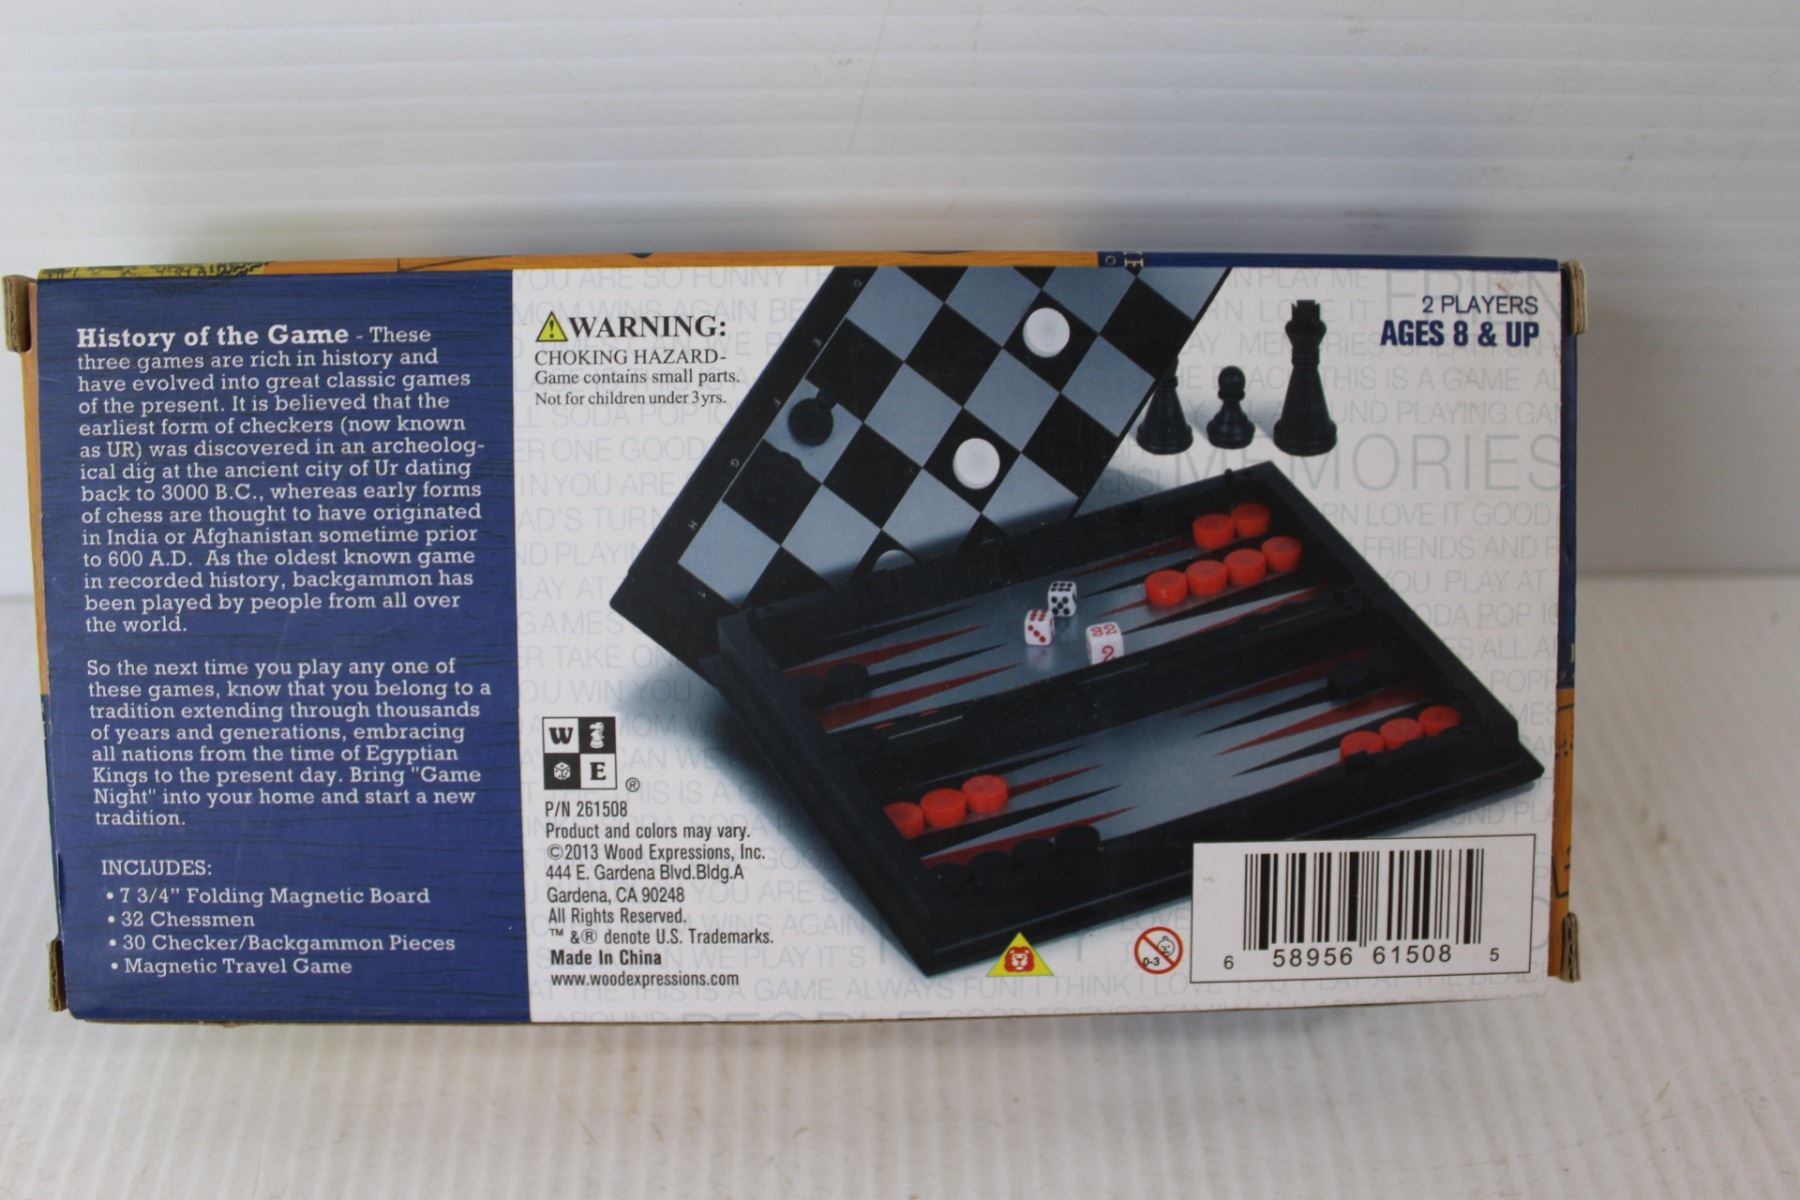 History of the Game - These
three games are rich in history and
have evolved into great classic games
of the present. It is believed that the
earliest form of checkers (now known
as UR) was discovered in an archeolog-
ical dig at the ancient city of Ur dating
back to 3000 B.C., whereas early forms
of chess are thought to have originated
in India or Afghanistan sometime prior
to 600 A.D. As the oldest known game
in recorded history, backgammon has
been played by people from all over
the world.
So the next time you play any one of
these games, know that you belong to a
tradition extending through thousands
of years and generations, embracing
all nations from the time of Egyptian
Kings to the present day. Bring "Game
Night" into your home and start a new
tradition.
INCLUDES:
• 7 3/4” Folding Magnetic Board
• 32 Chessmen
• 30 Checker/Backgammon Pieces
• Magnetic Travel Game
WARNING:
CHOKING HAZARD-
Game contains small parts.
Not for children under 3 yrs.
W
E ®
P/N 261508
Product and colors may vary.
©2013 Wood Expressions, Inc.
444 E. Gardena Blvd.Bldg.A
Gardena, CA 90248
All Rights Reserved.
™ &® denote U.S. Trademarks.
Made In China
www.woodexpressions.com
2 PLAYERS
AGES 8 & UP
MEMORIES
32
2
0-3
6 58956 61508 5